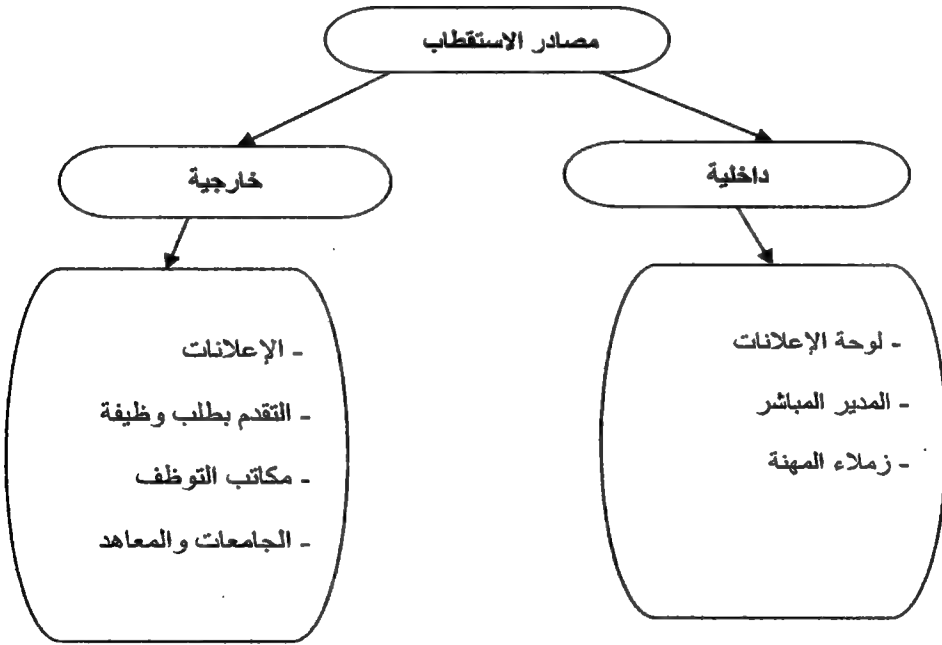 مصادر الاستقطاب
داخلية
خارجية
- لوحة الإعلانات
- المدير المباشر
- زملاء المهنة
- الإعلانات
- التقدم بطلب وظيفة
- مكاتب التوظف
- الجامعات والمعاهد